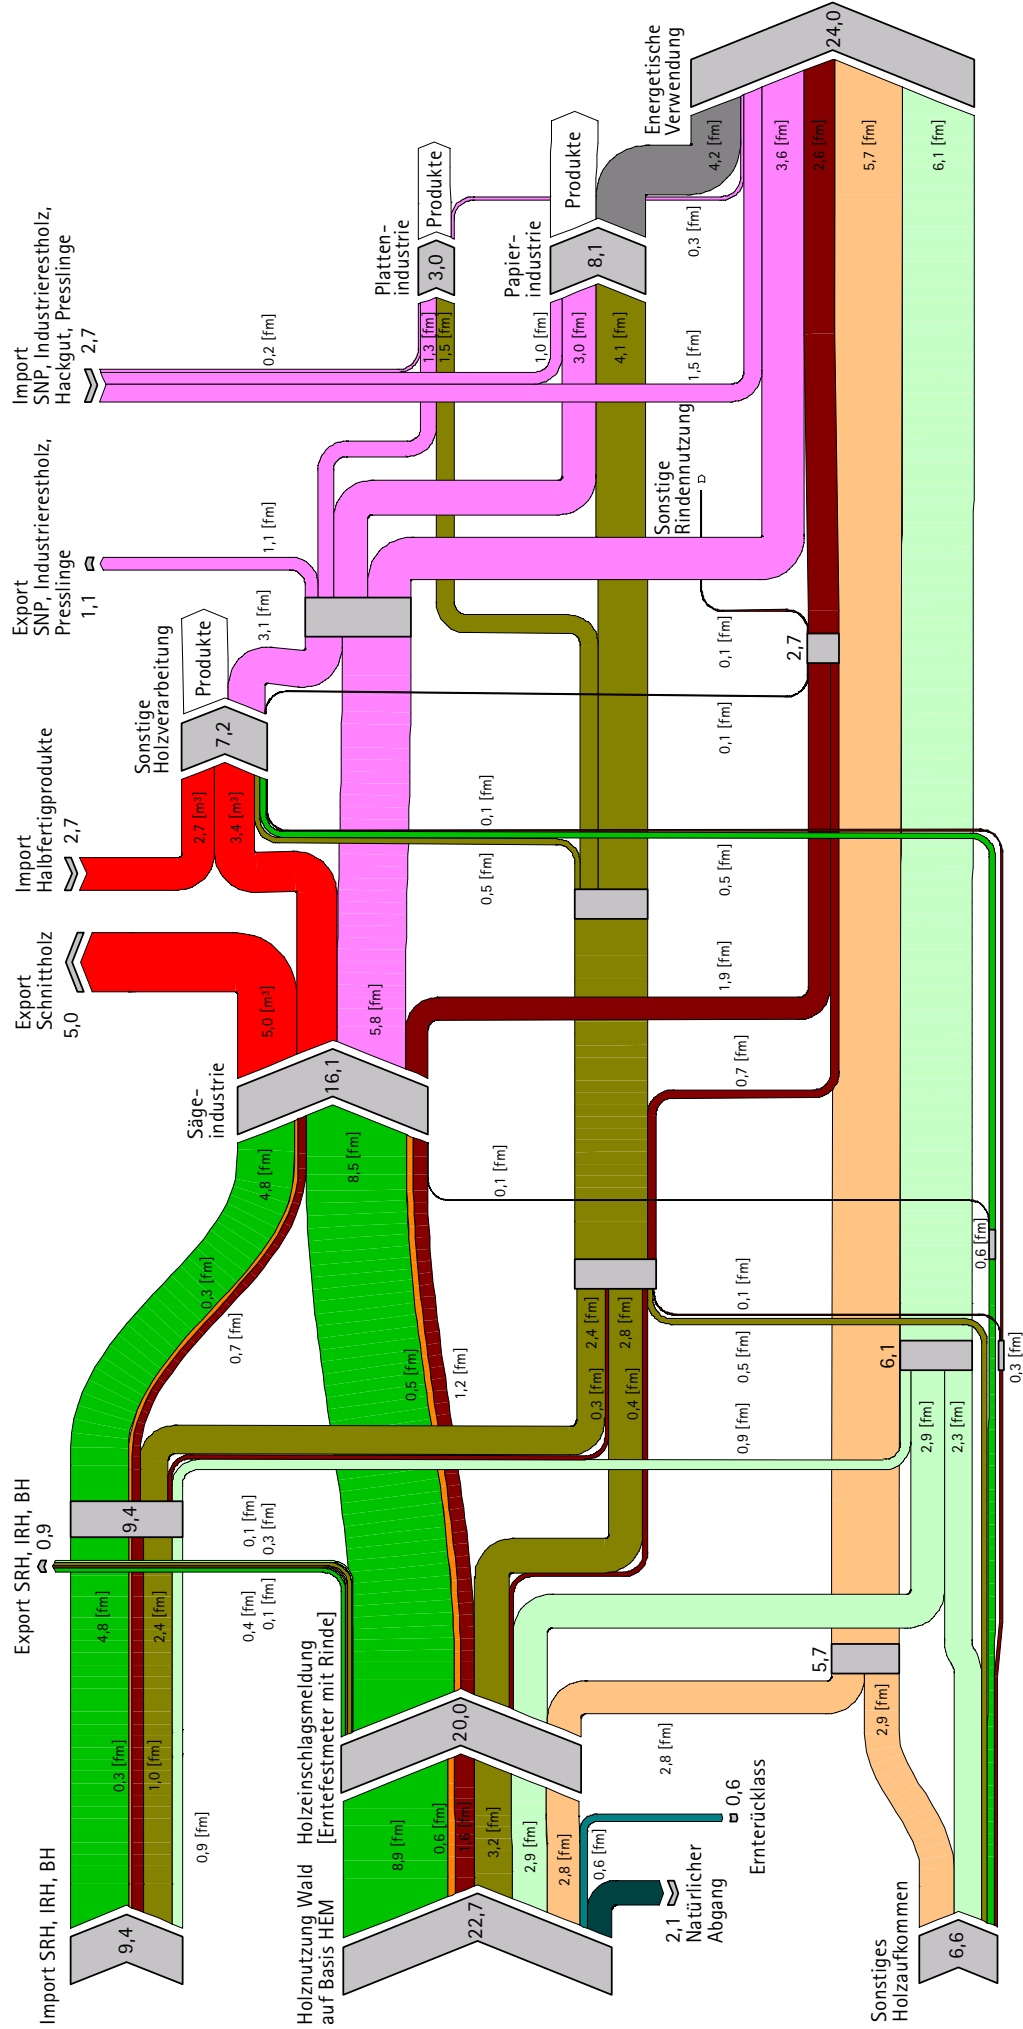 Import SRH, IRH, BH
9,4
4,8 [fm]
0,3 [fm]
1,0 [fm]
2,4 [fm]
0,9 [fm]
Export SRH, IRH, BH
0,9
9,4
0,4 [fm]
0,1 [fm]
0,1 [fm]
0,3 [fm]
Holznutzung Wald
auf Basis HEM
22,7
Holzeinschlagsmeldung
[Erntefestmeter mit Rinde]
20,0
8,9 [fm]
0,6 [fm]
1,6 [fm]
3,2 [fm]
2,9 [fm]
2,8 [fm]
0,6 [fm]
2,1
Natürlicher
Abgang
Ernterücklass
0,6
Sonstiges
Holzaufkommen
6,6
2,8 [fm]
2,9 [fm]
5,7
0,3 [fm]
0,7 [fm]
4,8 [fm]
8,5 [fm]
0,5 [fm]
1,2 [fm]
0,3 [fm]
2,4 [fm]
0,4 [fm]
2,8 [fm]
0,9 [fm]
0,5 [fm]
0,1 [fm]
2,9 [fm]
2,3 [fm]
6,1
0,3 [fm]
0,6 [fm]
0,1 [fm]
Säge-
industrie
16,1
Export
Schnittholz
5,0
5,0 [m³]
5,8 [fm]
0,7 [fm]
1,9 [fm]
Import
Halbfertigprodukte
2,7
2,7 [m³]
3,4 [m³]
0,5 [fm]
0,1 [fm]
0,5 [fm]
Sonstige
Holzverarbeitung
7,2
Produkte
3,1 [fm]
0,1 [fm]
0,1 [fm]
2,7
Export
SNP, Industrierestholz,
Presslinge
1,1
1,1 [fm]
Sonstige
Rindennutzung
Import
SNP, Industrierestholz,
Hackgut, Presslinge
2,7
0,2 [fm]
1,3 [fm]
1,5 [fm]
1,0 [fm]
3,0 [fm]
4,1 [fm]
1,5 [fm]
Platten-
industrie
3,0
Produkte
Papier-
industrie
8,1
Produkte
0,3 [fm]
Energetische
Verwendung
4,2 [fm]
3,6 [fm]
2,6 [fm]
5,7 [fm]
6,1 [fm]
24,0